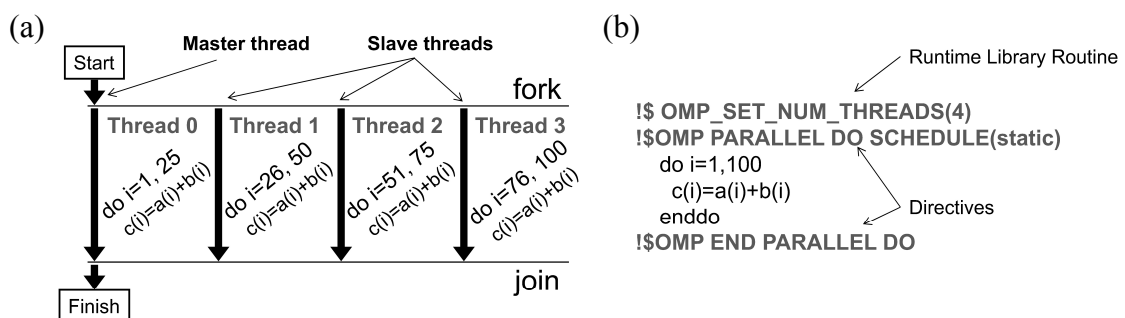 (a)
Master thread
Slave threads
Start
fork
Thread 0
Thread 1
Thread 2
Thread 3
do i=1, 25
c(i)=a(i)+b(i)
do i=26, 50
c(i)=a(i)+b(i)
do i=51, 75
c(i)=a(i)+b(i)
do i=76, 100
c(i)=a(i)+b(i)
join
Finish
(b)
Runtime Library Routine
!$ OMP_SET_NUM_THREADS(4)
!$OMP PARALLEL DO SCHEDULE(static)
do i=1,100
c(i)=a(i)+b(i)
enddo
Directives
!$OMP END PARALLEL DO